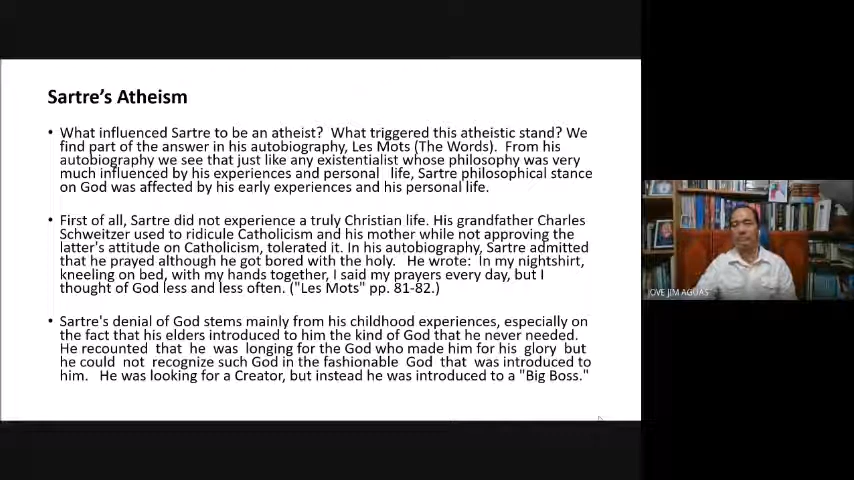 Sartre's Atheism
• What influenced Sartre to be an atheist? What triggered this atheistic stand? We
find part of the answer in his autobiography, Les Mots (The Words). From his
autobiography we see that just like any existentialist whose philosophy was very
much influenced by his experiences and personal life, Sartre philosophical stance
on God was affected by his early experiences and his personal life.
• First of all, Sartre did not experience a truly Christian life. His grandfather Charles
Schweitzer used to ridicule Catholicism and his mother while not approving the
latter's attitude on Catholicism, tolerated it. In his autobiography, Sartre admitted
that he prayed although he got bored with the holy. He wrote: In my nightshirt,
kneeling on bed, with my hands together, I said my prayers every day, but I
thought of God less and less often. ("Les Mots" pp. 81-82.)
• Sartre's denial of God stems mainly from his childhood experiences, especially on
the fact that his elders introduced to him the kind of God that he never needed.
He recounted that he was longing for the God who made him for his glory but
he could not recognize such God in the fashionable God that was introduced to
him. He was looking for a Creator, but instead he was introduced to a "Big Boss."
OVE JIM AGUAS